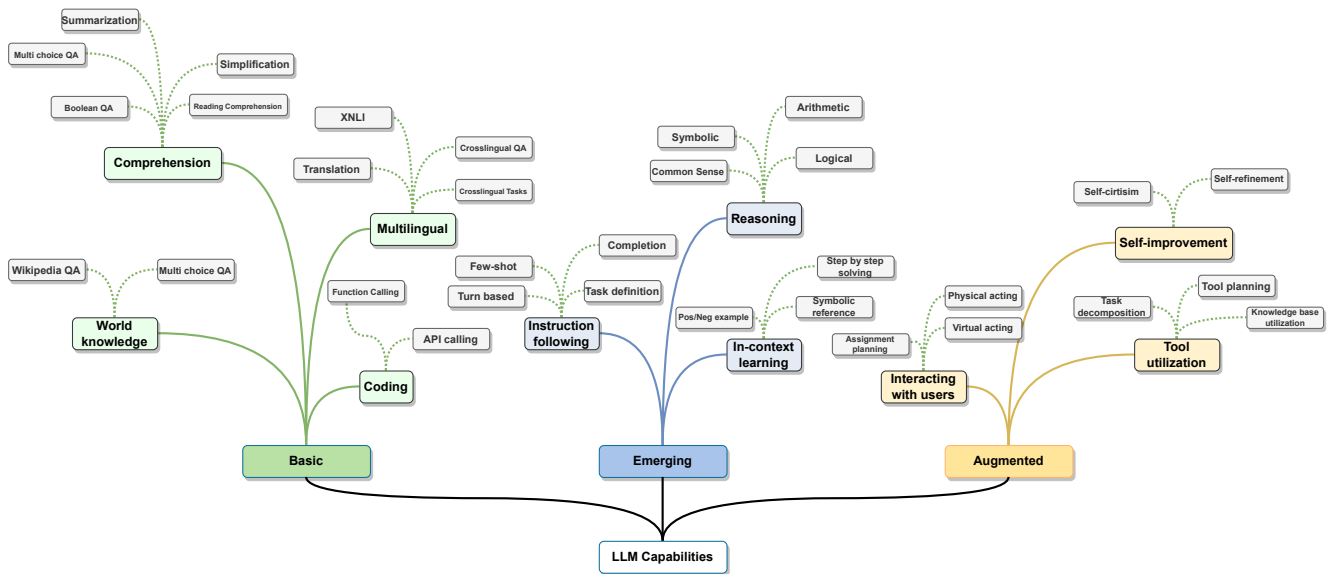 Summarization
Multi choice QA
Simplification
Boolean QA
Reading Comprehension
Comprehension
XNLI
Crosslingual QA
Translation
Crosslingual Tasks
Multilingual
Wikipedia QA
Multi choice QA
World
knowledge
Function Calling
API calling
Coding
Basic
Arithmetic
Symbolic
Logical
Common Sense
Reasoning
Completion
Few-shot
Turn based
Task definition
Instruction
following
Step by step
solving
Pos/Neg example
Symbolic
reference
In-context
learning
Emerging
Self-cirtisim
Self-refinement
Self-improvement
Physical acting
Virtual acting
Assignment
planning
Interacting
with users
Tool planning
Task
decomposition
Knowledge base
utilization
Tool
utilization
Augmented
LLM Capabilities